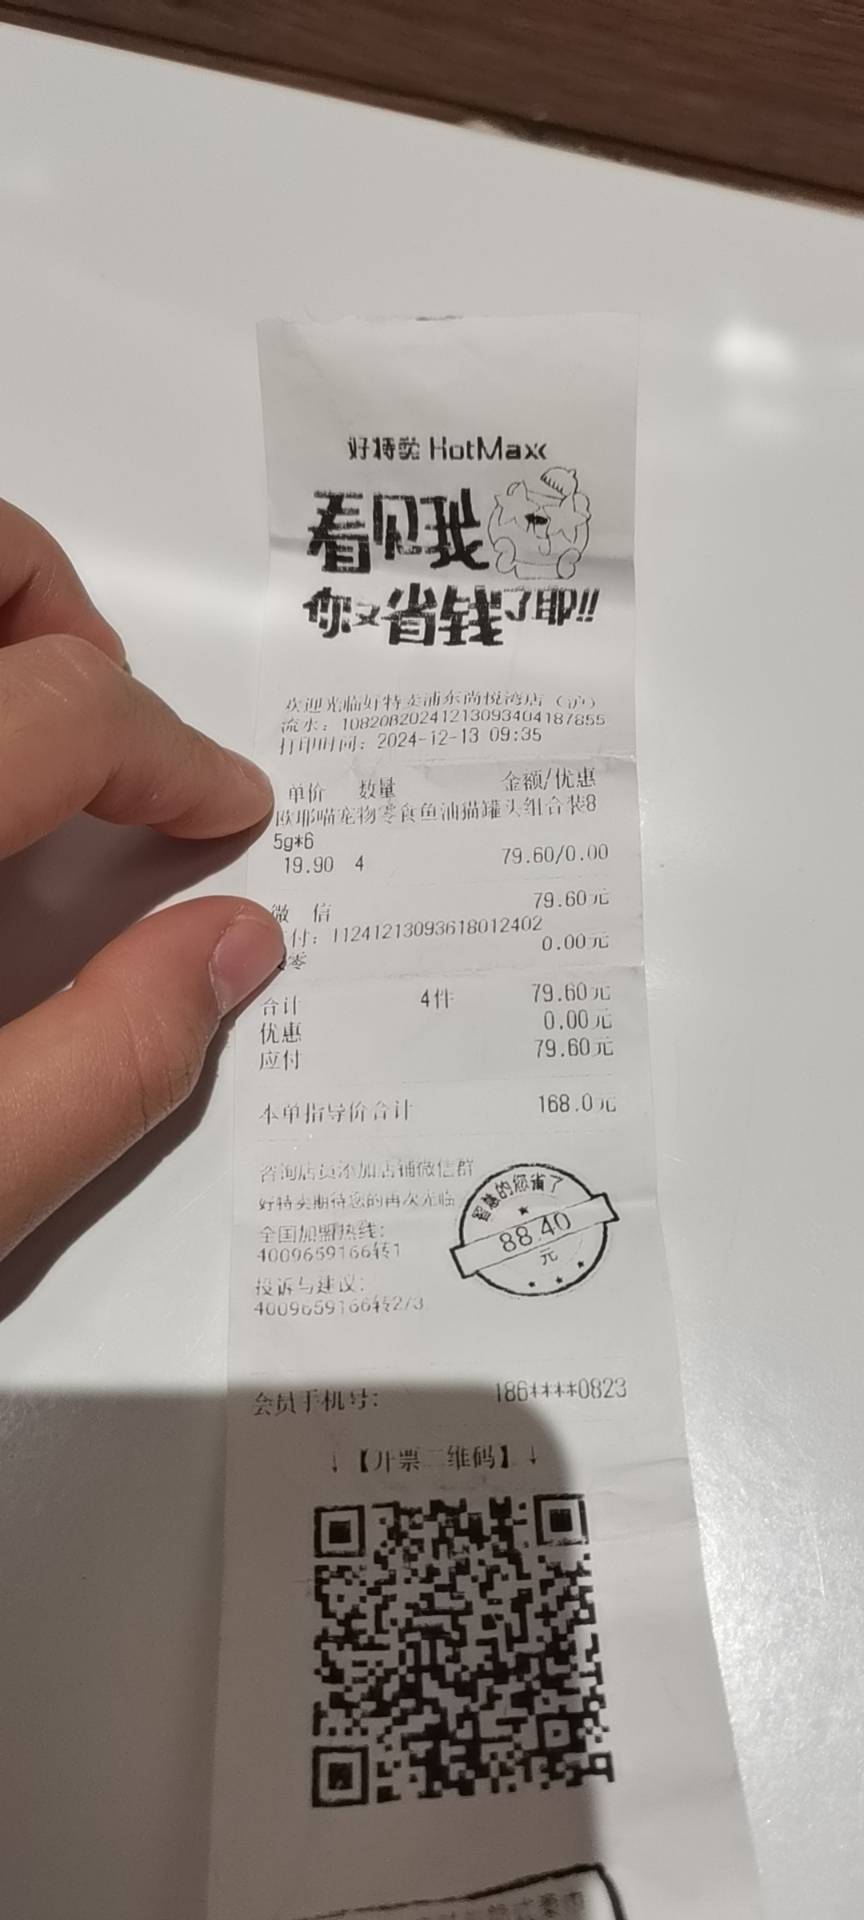 好特卖 HotMaxx
看见我
你又省钱了耶!!
欢迎光临好特卖浦东尚悦湾店（沪）
流水: 10820820241213093404187855
打印时间: 2024-12-13 09:35
单价 数量 金额/优惠
欧耶喵宠物零食鱼油猫罐头组合装8
5g*6
19.90 4 79.60/0.00
微 信 79.60元
付: 11241213093618012402
零 0.00元
合计 4件 79.60元
优惠 0.00元
应付 79.60元
本单指导价合计 168.0元
咨询店员添加店铺微信群
好特卖期待您的再次光临
智慧的您省了
88.40
元
全国加盟热线:
4009659166转1
投诉与建议:
4009659166转2/3
会员手机号: 186****0823
↓【开票二维码】↓